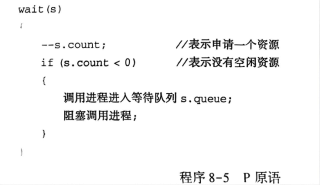 wait(s)
{
--s.count; //表示申请一个资源
if (s.count < 0) //表示没有空闲资源
{
调用进程进入等待队列 s.queue;
阻塞调用进程;
}
}
程序 8-5 P 原语